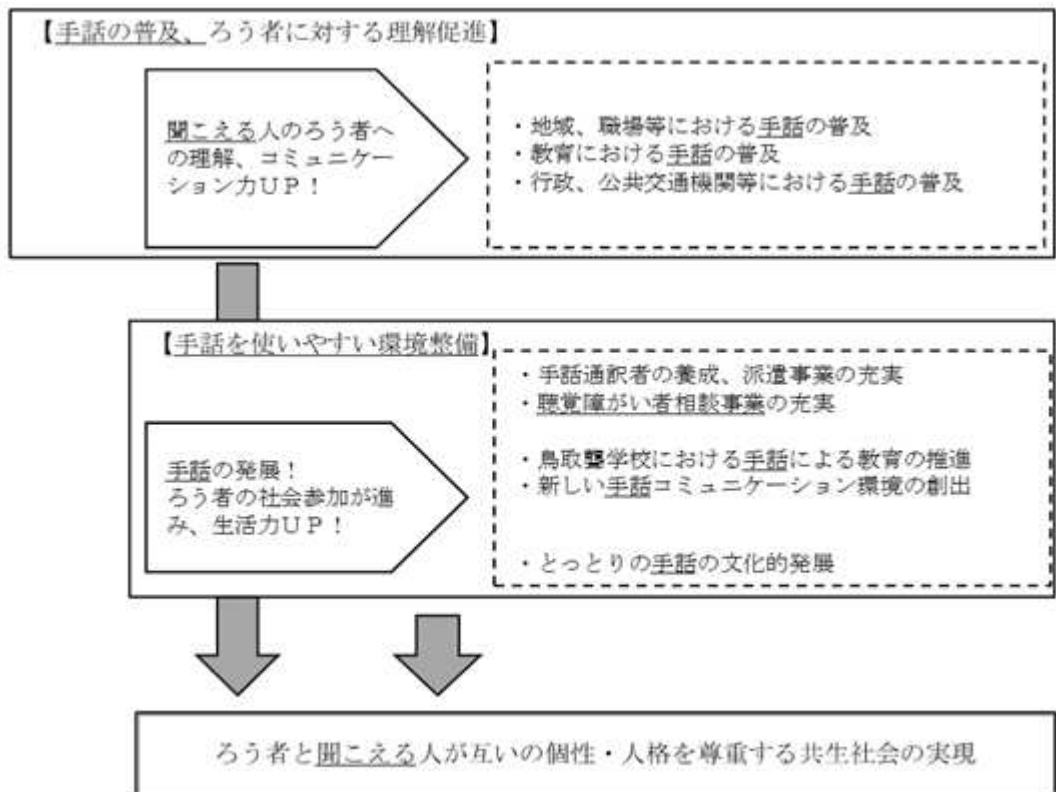 【手話の普及、ろう者に対する理解促進】
聞こえる人のろう者へ
の理解、コミュニケー
ション力UP！
・地域、職場等における手話の普及
・教育における手話の普及
・行政、公共交通機関等における手話の普及
【手話を使いやすい環境整備】
手話の発展！
ろう者の社会参加が進
み、生活力UP！
・手話通訳者の養成、派遣事業の充実
・聴覚障がい者相談事業の充実
・鳥取聾学校における手話による教育の推進
・新しい手話コミュニケーション環境の創出
・とっとりの手話の文化的発展
ろう者と聞こえる人が互いの個性・人格を尊重する共生社会の実現